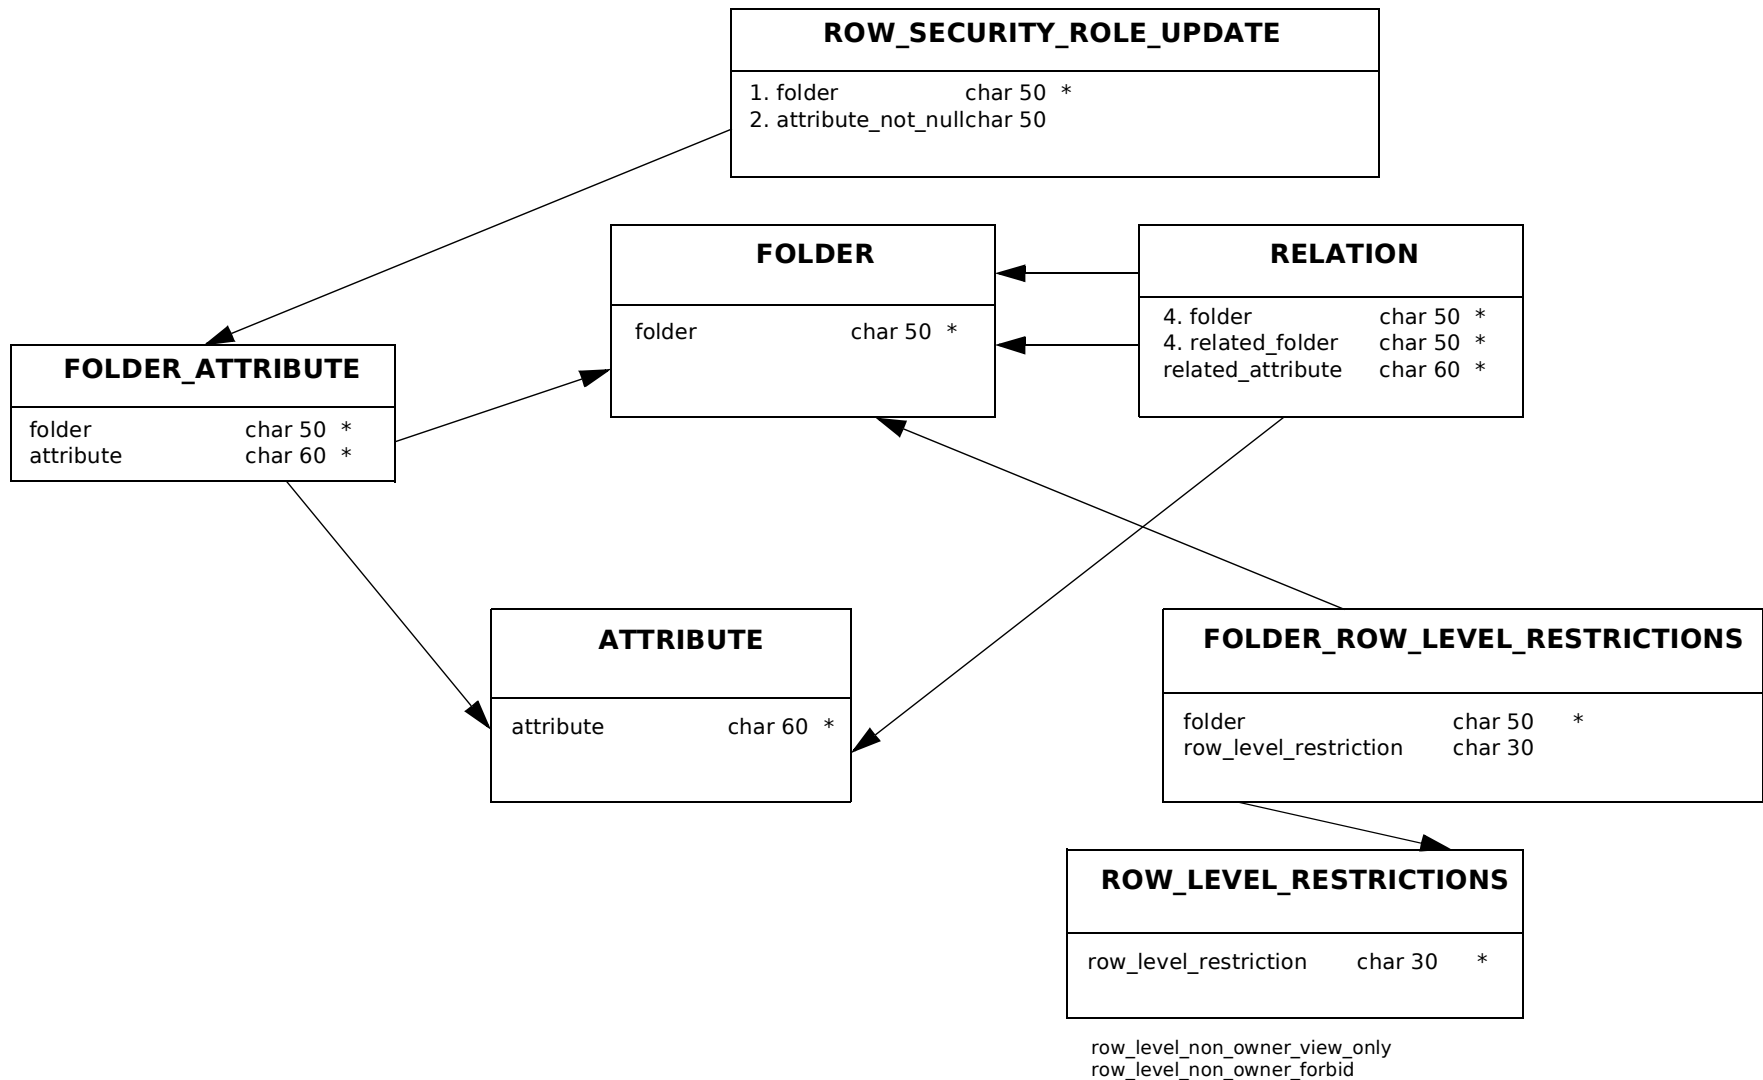 ROW_SECURITY_ROLE_UPDATE
1. folder char 50 *
2. attribute_not_nullchar 50
FOLDER
folder char 50 *
RELATION
4. folder char 50 *
4. related_folder char 50 *
related_attribute char 60 *
FOLDER_ATTRIBUTE
folder char 50 *
attribute char 60 *
ATTRIBUTE
attribute char 60 *
FOLDER_ROW_LEVEL_RESTRICTIONS
folder char 50 *
row_level_restriction char 30
ROW_LEVEL_RESTRICTIONS
row_level_restriction char 30 *
row_level_non_owner_view_only
row_level_non_owner_forbid